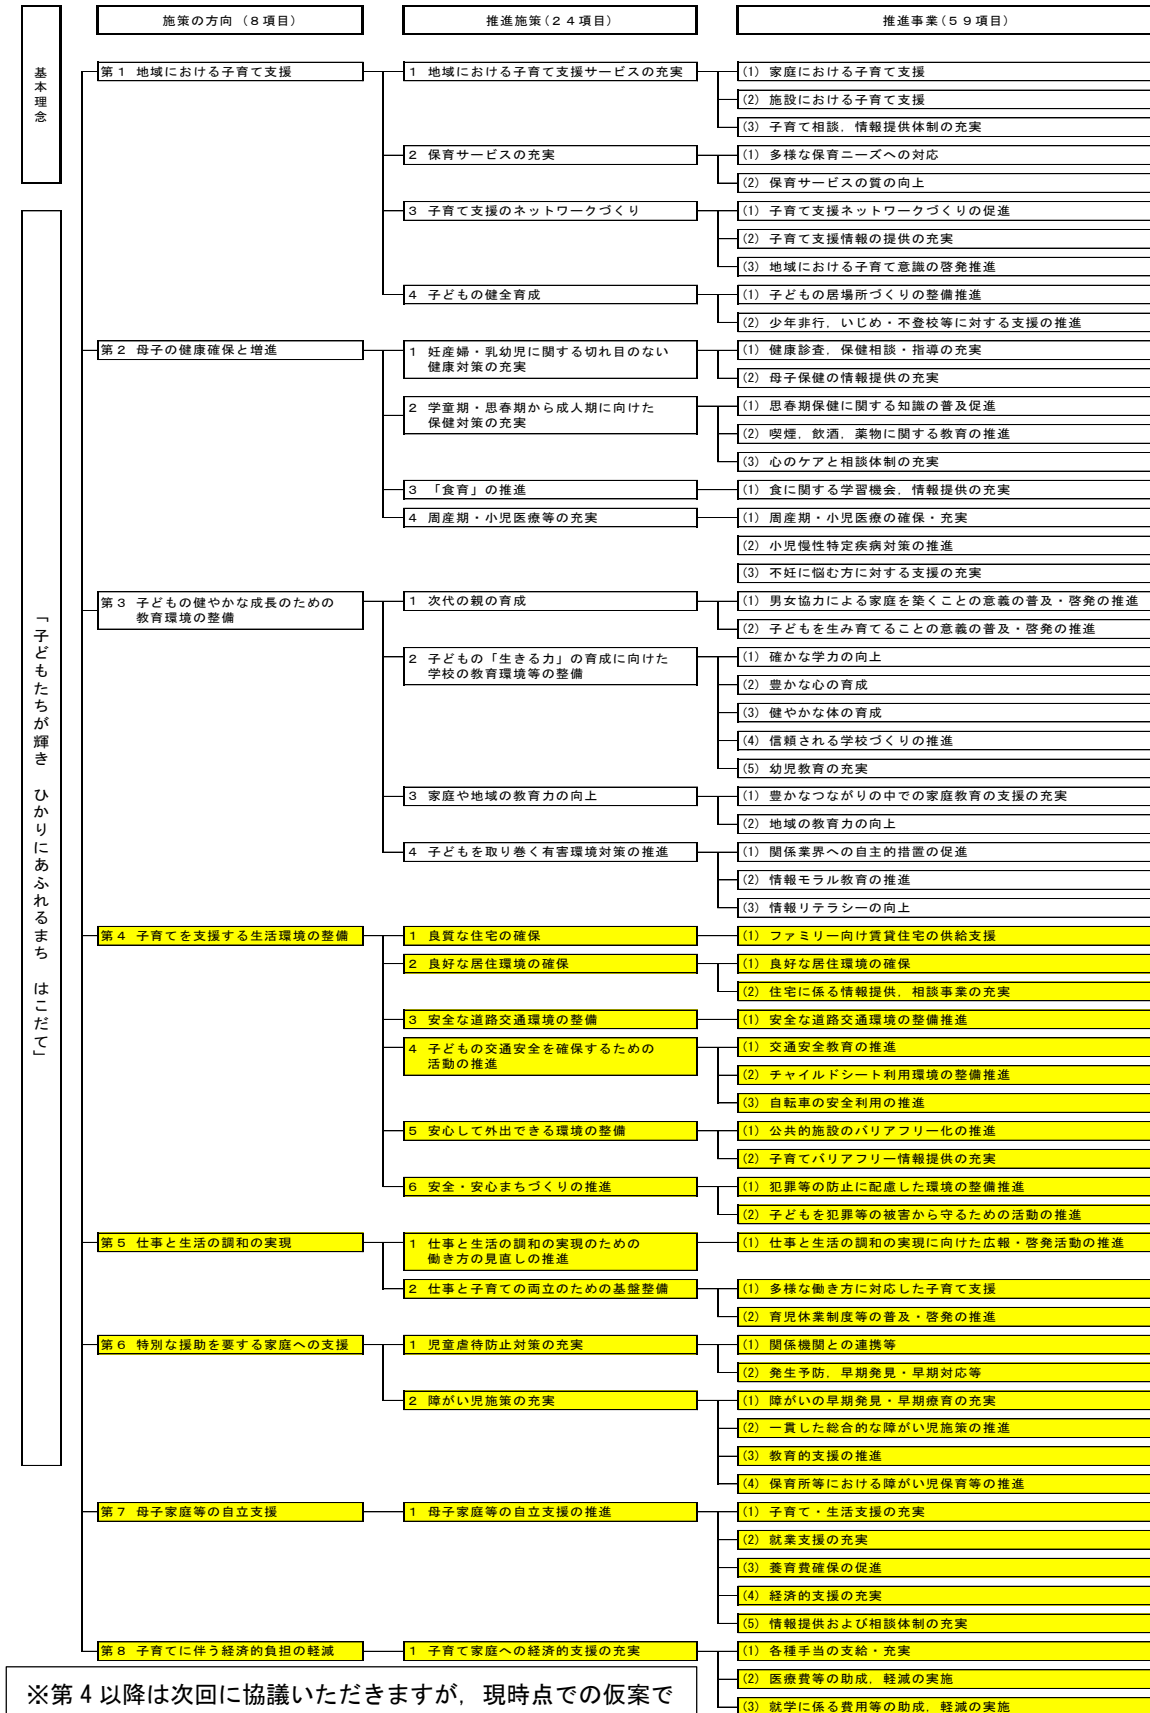 施策の方向（８項目）
推進施策（２４項目）
推進事業（５９項目）
基本理念
「子どもたちが輝き　ひかりにあふれるまち　はこだて」
第１ 地域における子育て支援
１ 地域における子育て支援サービスの充実
(1) 家庭における子育て支援
(2) 施設における子育て支援
(3) 子育て相談，情報提供体制の充実
２ 保育サービスの充実
(1) 多様な保育ニーズへの対応
(2) 保育サービスの質の向上
３ 子育て支援のネットワークづくり
(1) 子育て支援ネットワークづくりの促進
(2) 子育て支援情報の提供の充実
(3) 地域における子育て意識の啓発推進
４ 子どもの健全育成
(1) 子どもの居場所づくりの整備推進
(2) 少年非行，いじめ・不登校等に対する支援の推進
第２ 母子の健康確保と増進
１ 妊産婦・乳幼児に関する切れ目のない
健康対策の充実
(1) 健康診査，保健相談・指導の充実
(2) 母子保健の情報提供の充実
２ 学童期・思春期から成人期に向けた
保健対策の充実
(1) 思春期保健に関する知識の普及促進
(2) 喫煙，飲酒，薬物に関する教育の推進
(3) 心のケアと相談体制の充実
３ 「食育」の推進
(1) 食に関する学習機会，情報提供の充実
４ 周産期・小児医療等の充実
(1) 周産期・小児医療の確保・充実
(2) 小児慢性特定疾病対策の推進
(3) 不妊に悩む方に対する支援の充実
第３ 子どもの健やかな成長のための
教育環境の整備
１ 次代の親の育成
(1) 男女協力による家庭を築くことの意義の普及・啓発の推進
(2) 子どもを生み育てることの意義の普及・啓発の推進
２ 子どもの「生きる力」の育成に向けた
学校の教育環境等の整備
(1) 確かな学力の向上
(2) 豊かな心の育成
(3) 健やかな体の育成
(4) 信頼される学校づくりの推進
(5) 幼児教育の充実
３ 家庭や地域の教育力の向上
(1) 豊かなつながりの中での家庭教育の支援の充実
(2) 地域の教育力の向上
４ 子どもを取り巻く有害環境対策の推進
(1) 関係業界への自主的措置の促進
(2) 情報モラル教育の推進
(3) 情報リテラシーの向上
第４ 子育てを支援する生活環境の整備
１ 良質な住宅の確保
(1) ファミリー向け賃貸住宅の供給支援
２ 良好な居住環境の確保
(1) 良好な居住環境の確保
(2) 住宅に係る情報提供，相談事業の充実
３ 安全な道路交通環境の整備
(1) 安全な道路交通環境の整備推進
４ 子どもの交通安全を確保するための
活動の推進
(1) 交通安全教育の推進
(2) チャイルドシート利用環境の整備推進
(3) 自転車の安全利用の推進
５ 安心して外出できる環境の整備
(1) 公共的施設のバリアフリー化の推進
(2) 子育てバリアフリー情報提供の充実
６ 安全・安心まちづくりの推進
(1) 犯罪等の防止に配慮した環境の整備推進
(2) 子どもを犯罪等の被害から守るための活動の推進
第５ 仕事と生活の調和の実現
１ 仕事と生活の調和の実現のための
働き方の見直しの推進
(1) 仕事と生活の調和の実現に向けた広報・啓発活動の推進
２ 仕事と子育ての両立のための基盤整備
(1) 多様な働き方に対応した子育て支援
(2) 育児休業制度等の普及・啓発の推進
第６ 特別な援助を要する家庭への支援
１ 児童虐待防止対策の充実
(1) 関係機関との連携等
(2) 発生予防，早期発見・早期対応等
２ 障がい児施策の充実
(1) 障がいの早期発見・早期療育の充実
(2) 一貫した総合的な障がい児施策の推進
(3) 教育的支援の推進
(4) 保育所等における障がい児保育等の推進
第７ 母子家庭等の自立支援
１ 母子家庭等の自立支援の推進
(1) 子育て・生活支援の充実
(2) 就業支援の充実
(3) 養育費確保の促進
(4) 経済的支援の充実
(5) 情報提供および相談体制の充実
第８ 子育てに伴う経済的負担の軽減
１ 子育て家庭への経済的支援の充実
(1) 各種手当の支給・充実
(2) 医療費等の助成，軽減の実施
(3) 就学に係る費用等の助成，軽減の実施
※第４以降は次回に協議いただきますが，現時点での仮案で